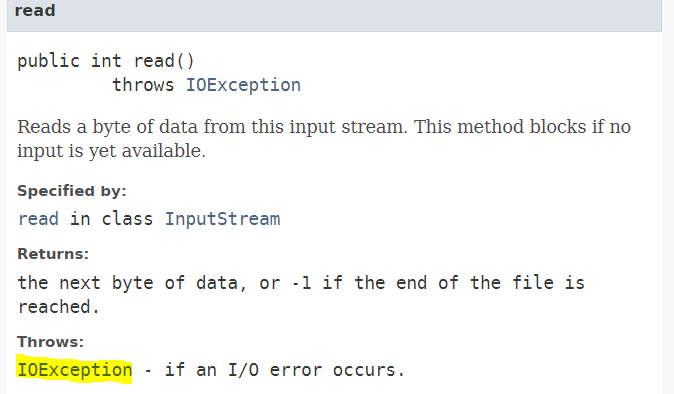 read
public int read()
throws IOException
Reads a byte of data from this input stream. This method blocks if no
input is yet available.
Specified by:
read in class InputStream
Returns:
the next byte of data, or -1 if the end of the file is
reached.
Throws:
IOException - if an I/O error occurs.